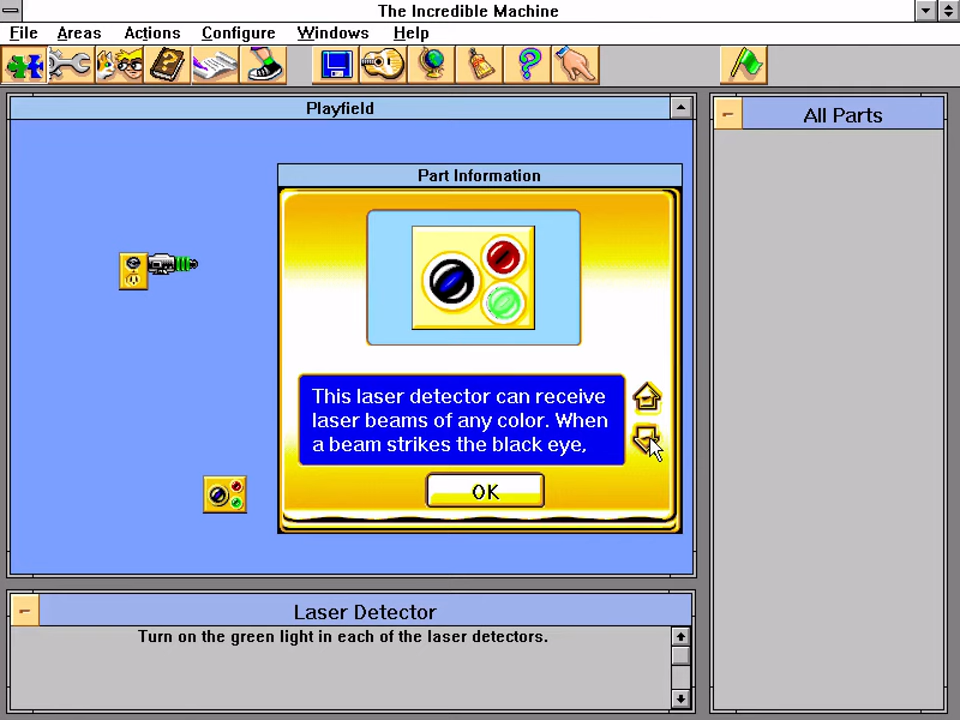 The Incredible Machine
File Areas Actions Configure Windows Help
Playfield
All Parts
Part Information
This laser detector can receive
laser beams of any color. When
a beam strikes the black eye,
OK
Laser Detector
Turn on the green light in each of the laser detectors.